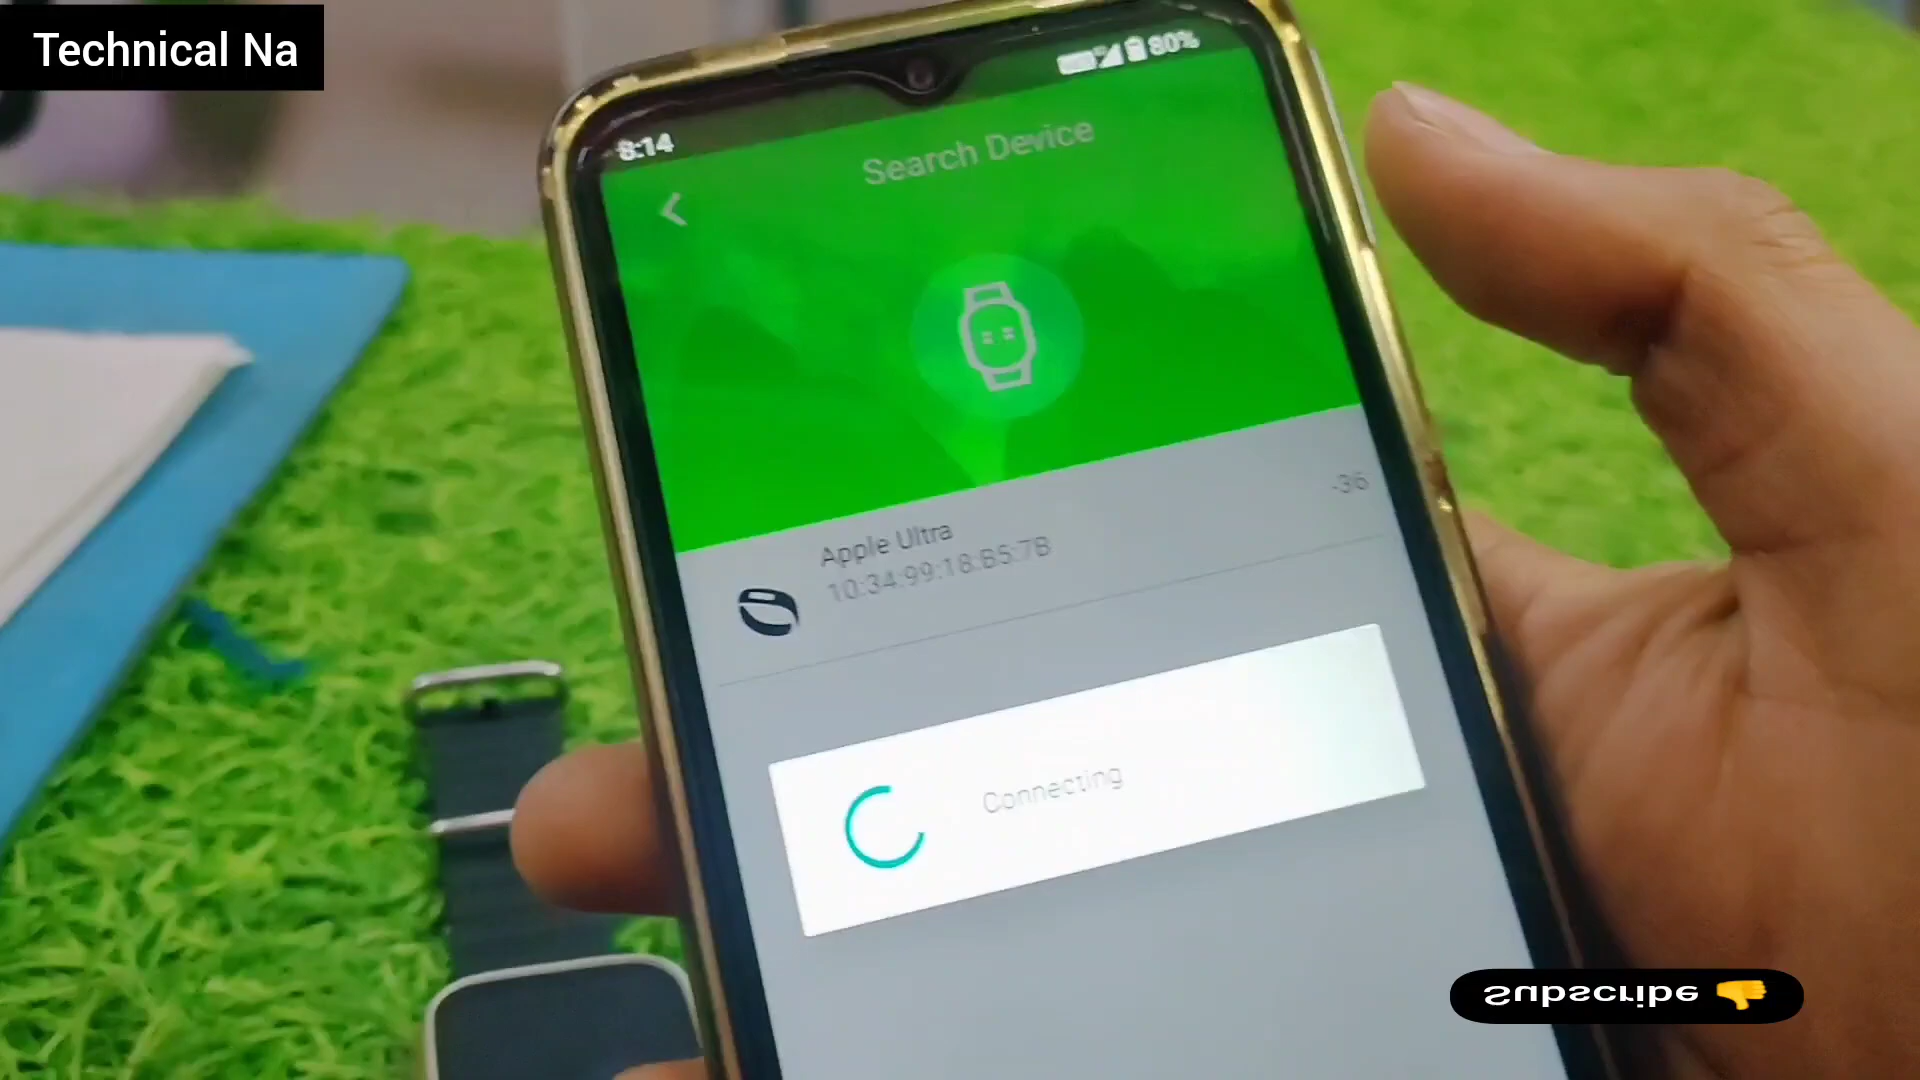 Technical Na
8:14
80%
Search Device
Apple Ultra
-36
10:34:99:18:B5:7B
Connecting
Subscribe